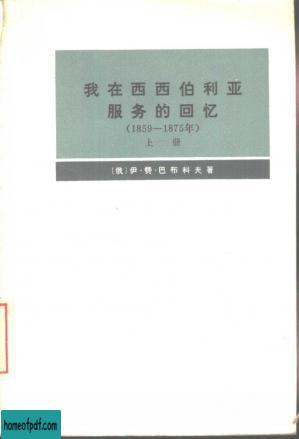 我在西西伯利亚
服务的回忆
(1859—1875年)
上 册
〔俄〕伊·费·巴布科夫著
homeofpdf.com